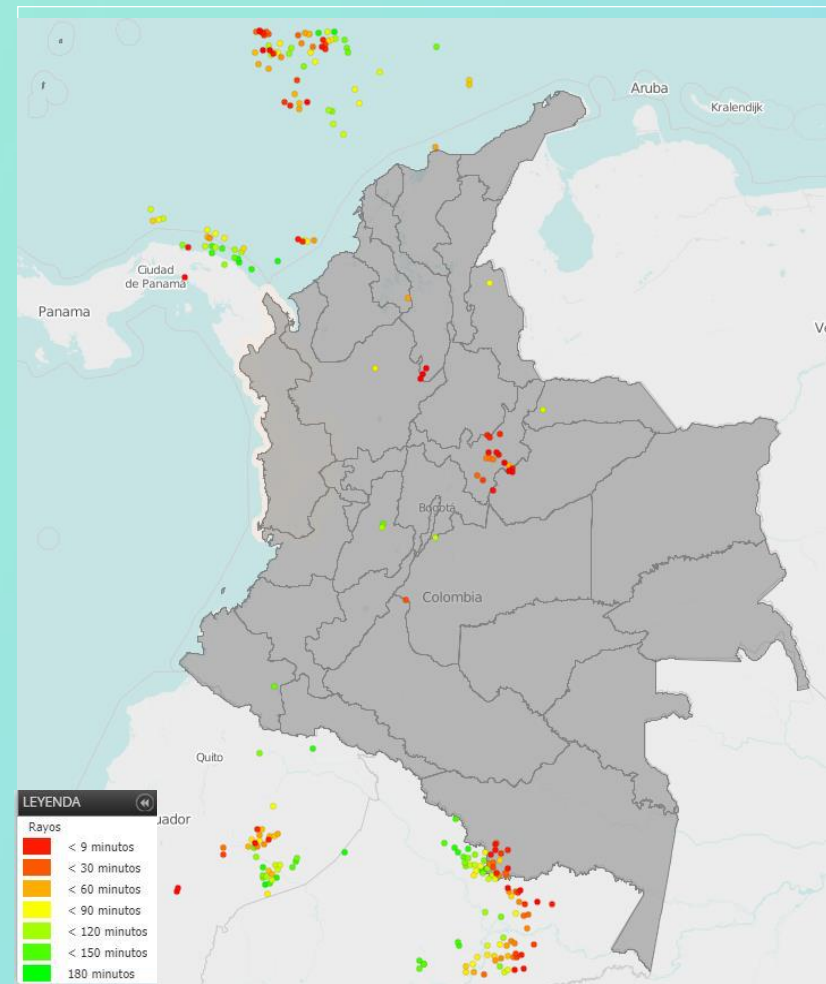 Aruba
Kralendijk
Ciudad
de Panamá
Panama
Ve
Bogotá
Colombia
Quito
uador
LEYENDA
Rayos
< 9 minutos
< 30 minutos
< 60 minutos
< 90 minutos
< 120 minutos
< 150 minutos
180 minutos